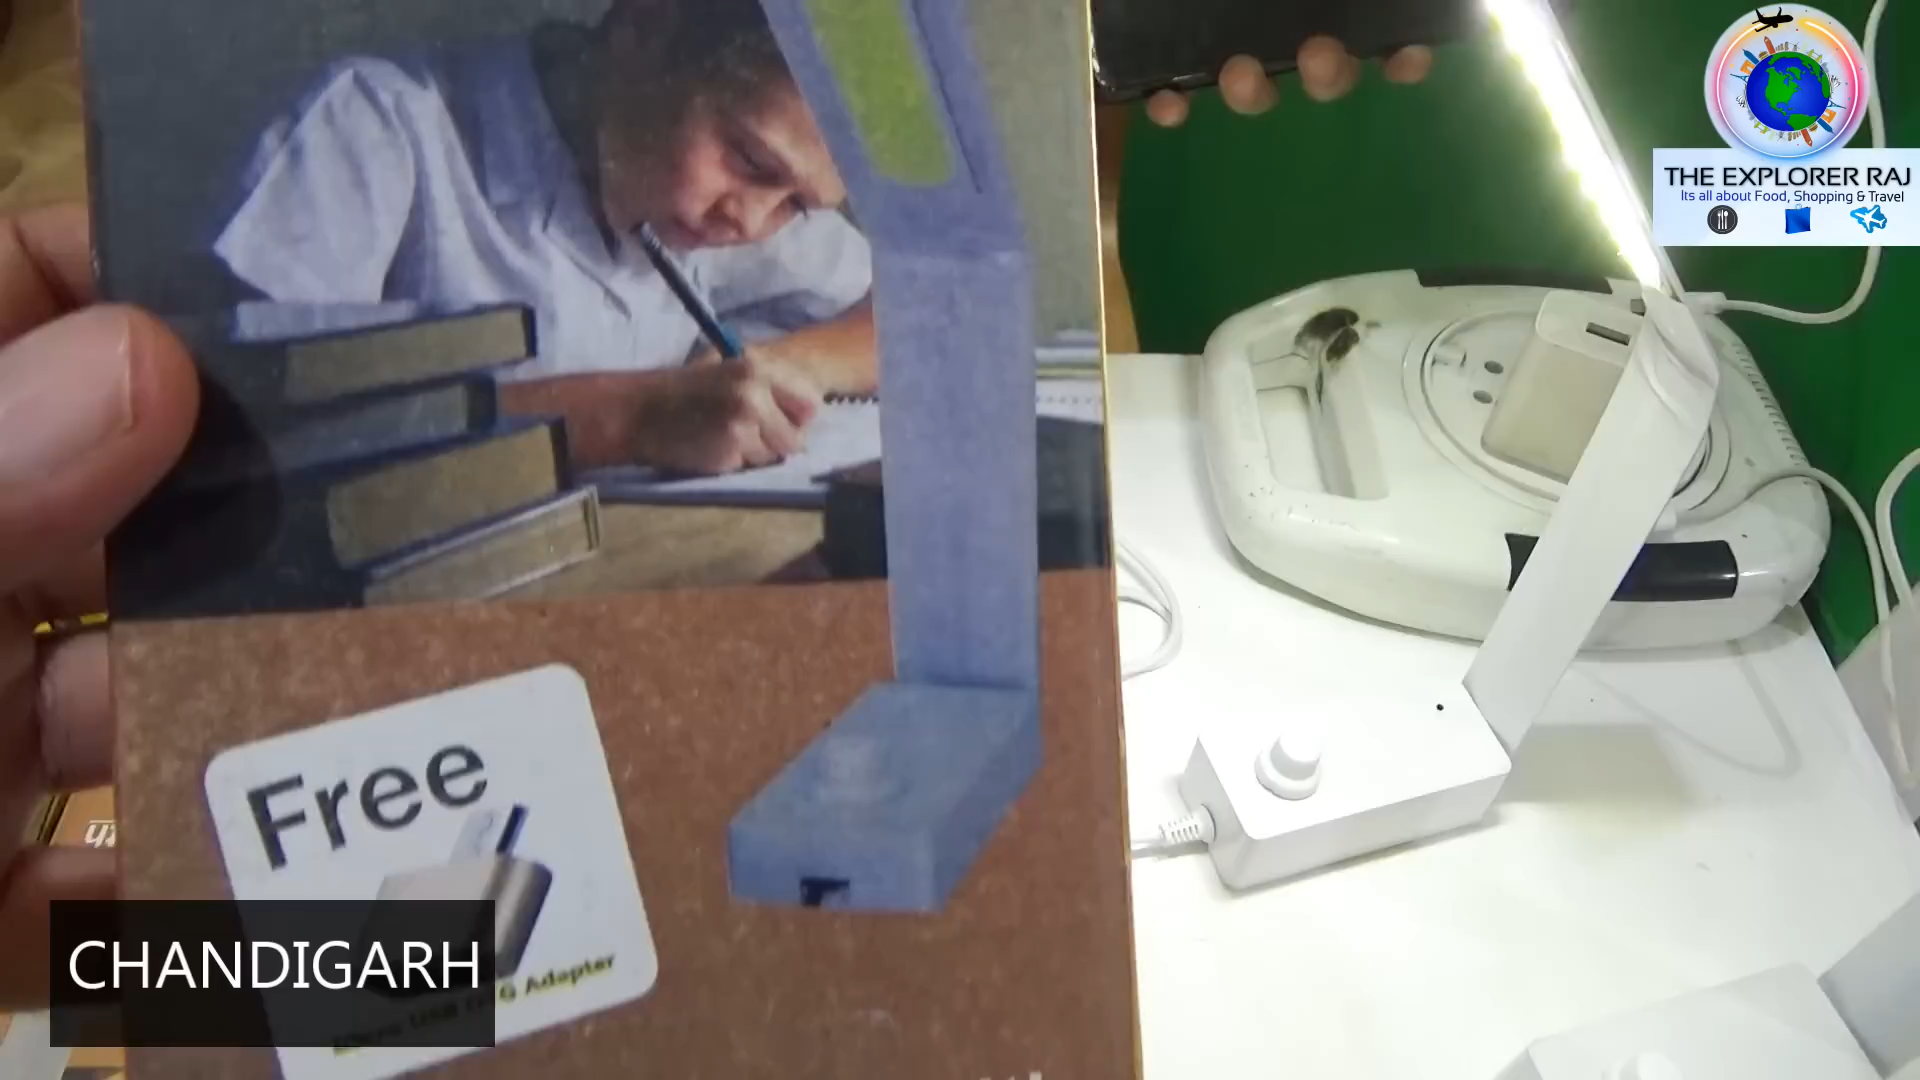 THE EXPLORER RAJ
Its all about Food, Shopping & Travel
Free
G Adapter
CHANDIGARH